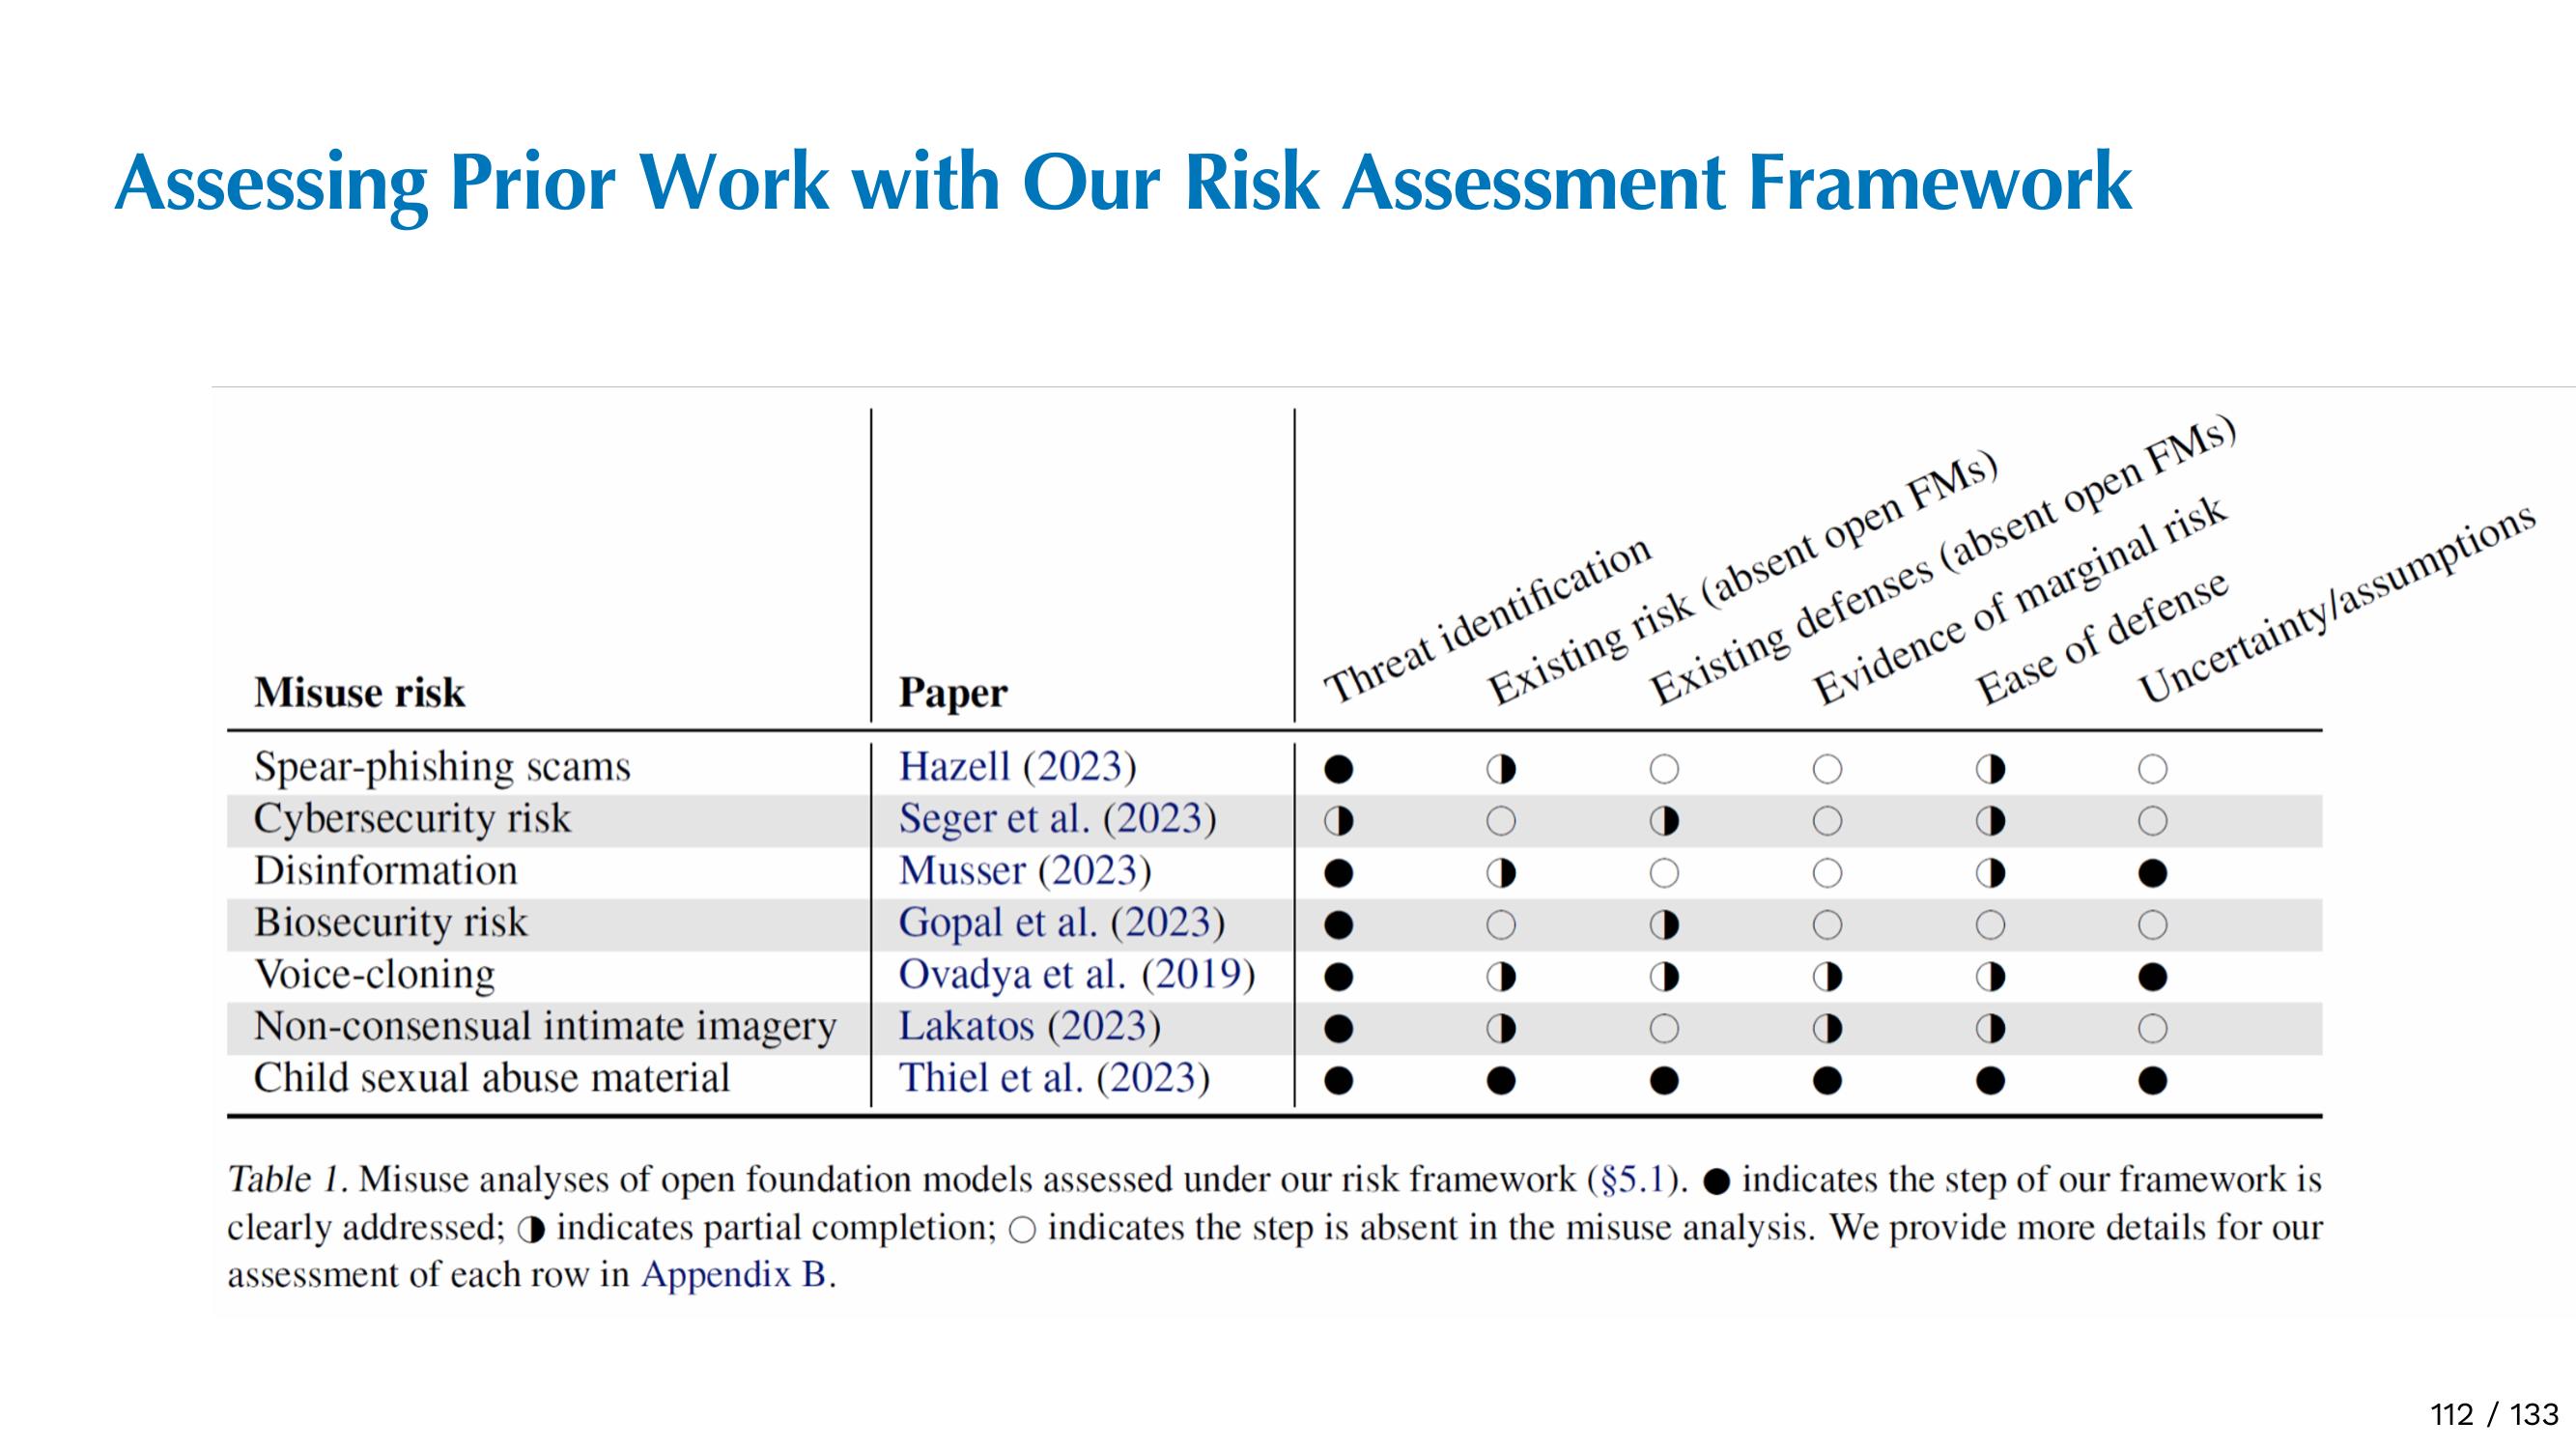 Assessing Prior Work with Our Risk Assessment Framework
Misuse risk Paper Threat identification Existing risk (absent open FMs) Existing defenses (absent open FMs) Evidence of marginal risk Ease of defense Uncertainty/assumptions
Spear-phishing scams Hazell (2023) ● ◑ ○ ○ ◑ ○
Cybersecurity risk Seger et al. (2023) ◑ ○ ◑ ○ ◑ ○
Disinformation Musser (2023) ● ◑ ○ ○ ◑ ●
Biosecurity risk Gopal et al. (2023) ● ○ ◑ ○ ○ ○
Voice-cloning Ovadya et al. (2019) ● ◑ ◑ ◑ ◑ ●
Non-consensual intimate imagery Lakatos (2023) ● ◑ ○ ◑ ◑ ○
Child sexual abuse material Thiel et al. (2023) ● ● ● ● ● ●
Table 1. Misuse analyses of open foundation models assessed under our risk framework (§5.1). ● indicates the step of our framework is
clearly addressed; ◑ indicates partial completion; ○ indicates the step is absent in the misuse analysis. We provide more details for our
assessment of each row in Appendix B.
112 / 133